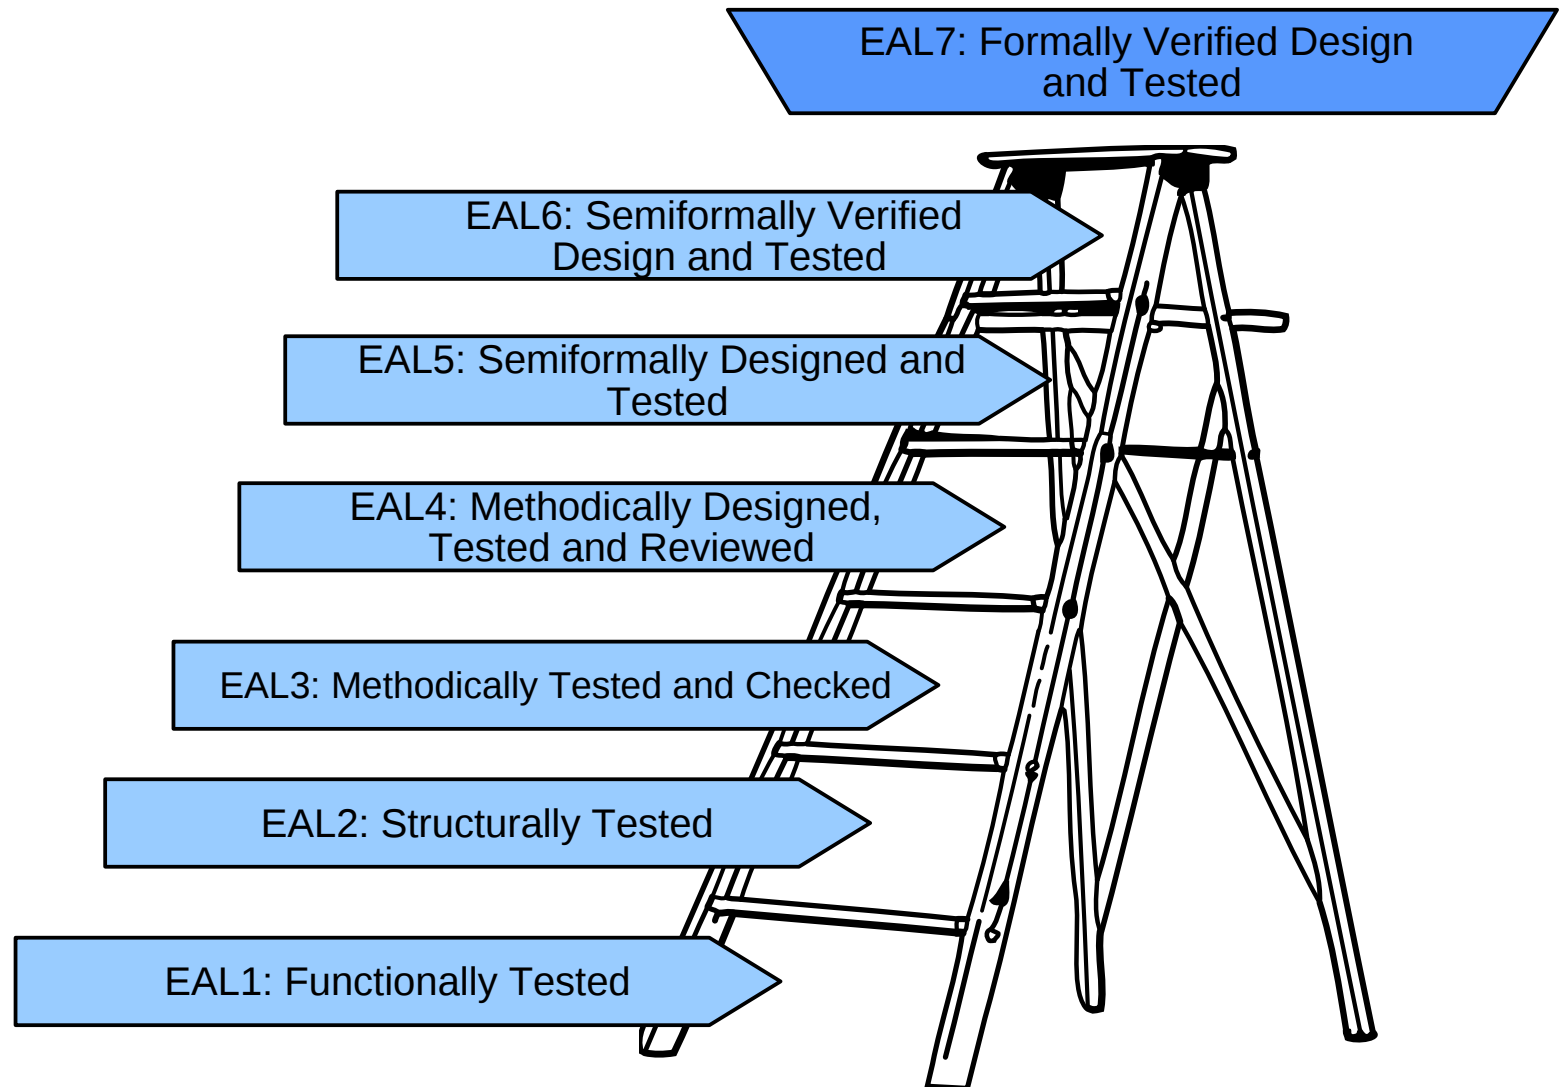 EAL7: Formally Verified Design
and Tested
EAL6: Semiformally Verified
Design and Tested
EAL5: Semiformally Designed and
Tested
EAL4: Methodically Designed,
Tested and Reviewed
EAL3: Methodically Tested and Checked
EAL2: Structurally Tested
EAL1: Functionally Tested